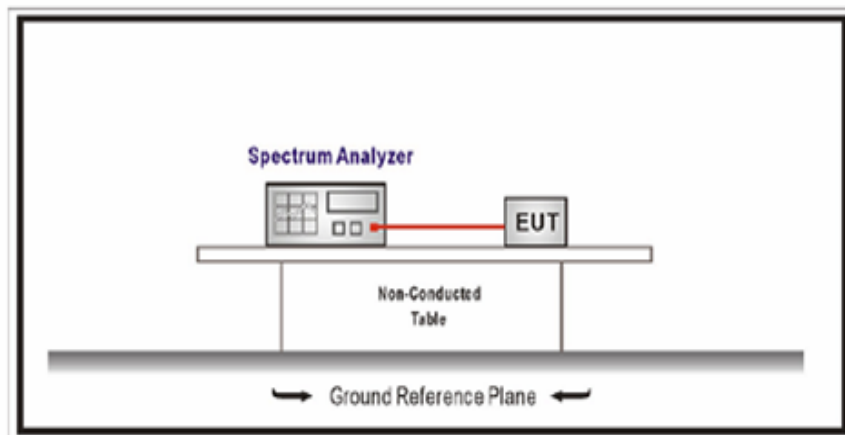 Spectrum Analyzer
EUT
Non-Conducted
Table
Ground Reference Plane